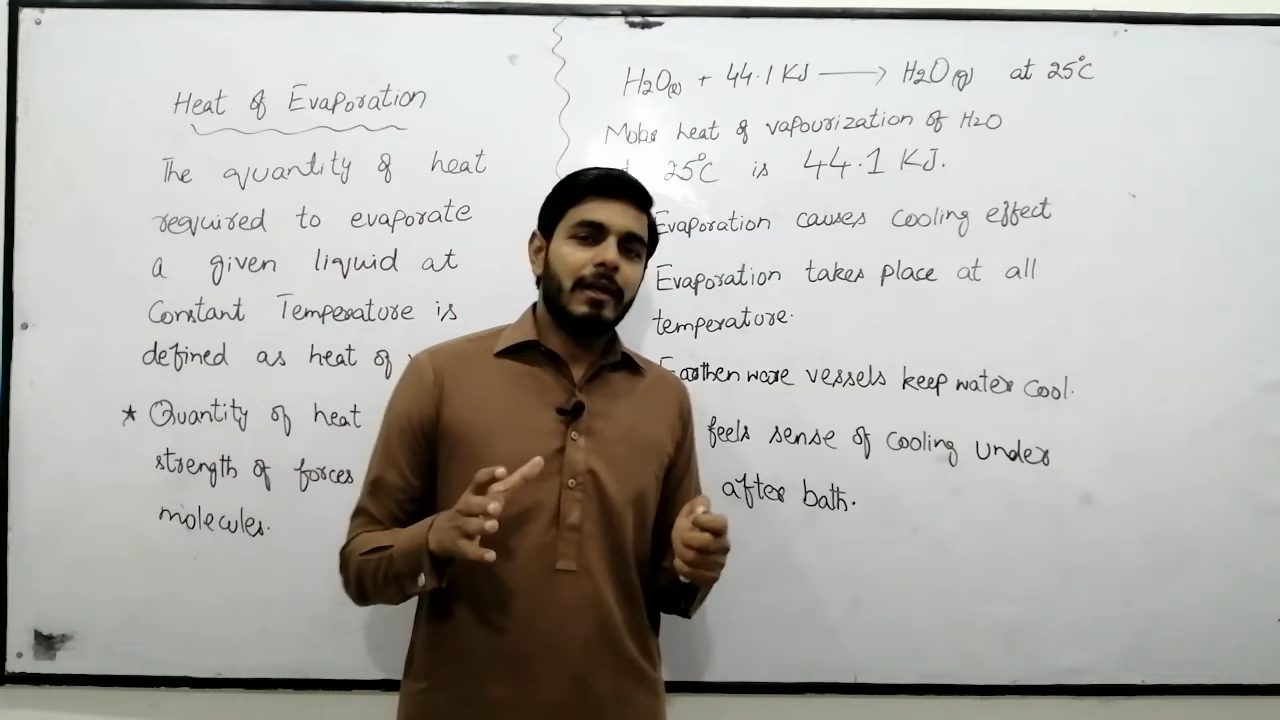 Heat of Evaporation
The quantity of heat
required to evaporate
a given liquid at
Constant Temperature is
defined as heat of
* Quantity of heat
strength of forces
molecules.
H2O(l) + 44.1 KJ ⟶ H2O(g) at 25°C
Molar heat of vapourization of H2O
25°C is 44.1 KJ.
Evaporation causes cooling effect
Evaporation takes place at all
temperature.
Earthen ware vessels keep water cool.
feels sense of cooling under
after bath.